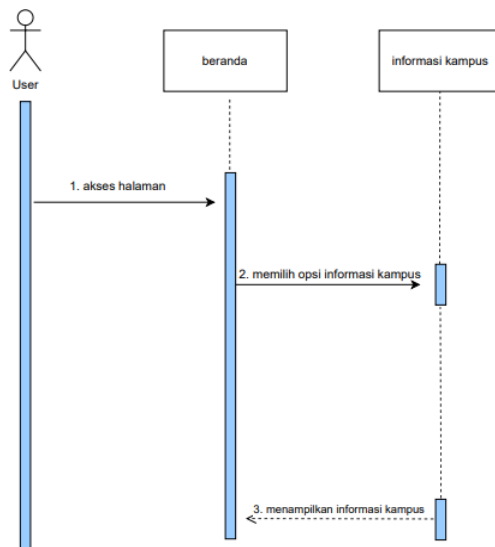 User
beranda
informasi kampus
1. akses halaman
2. memilih opsi informasi kampus
3. menampilkan informasi kampus